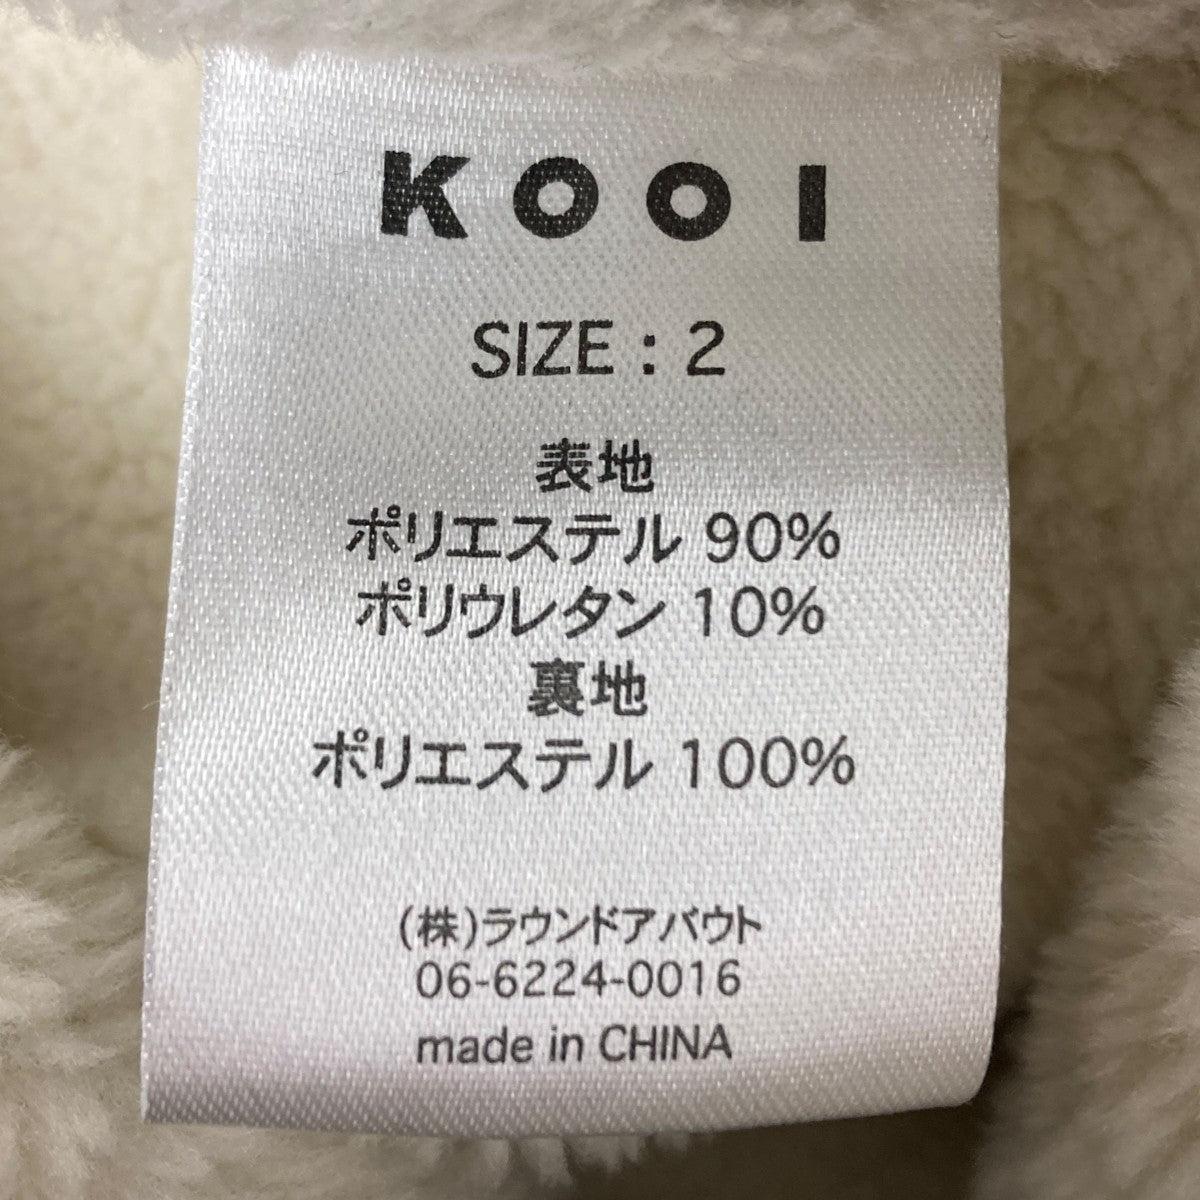 KOOI
SIZE : 2
表地
ポリエステル 90%
ポリウレタン 10%
裏地
ポリエステル 100%
(株)ラウンドアバウト
06-6224-0016
made in CHINA